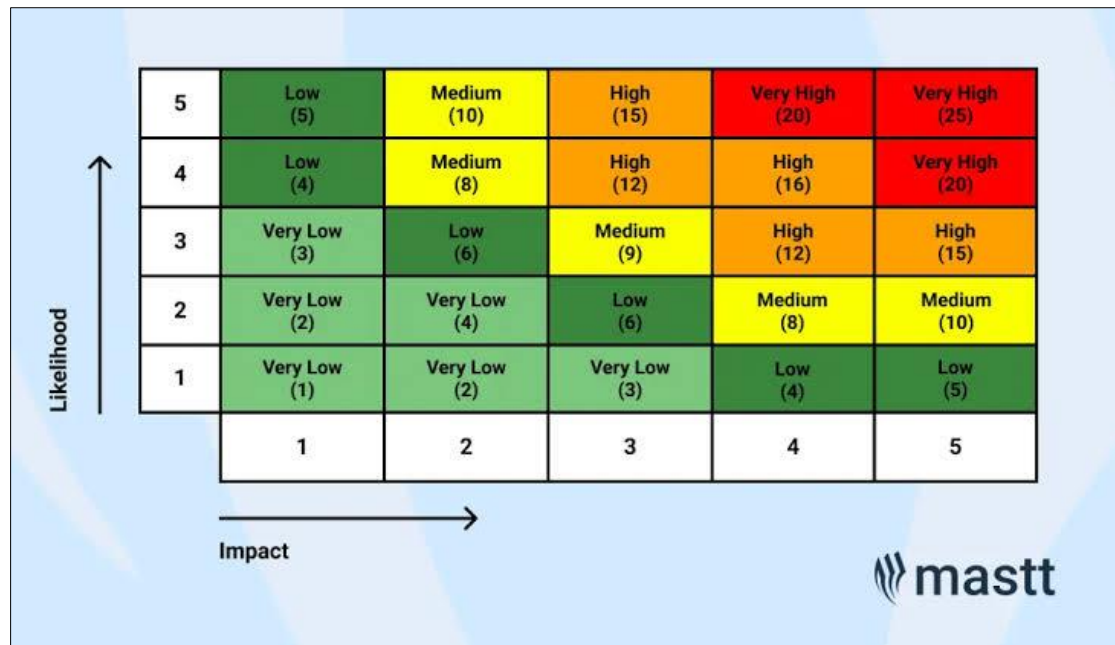 5 Low Medium High Very High Very High
(5) (10) (15) (20) (25)
4 Low Medium High High Very High
(4) (8) (12) (16) (20)
3 Very Low Low Medium High High
(3) (6) (9) (12) (15)
2 Very Low Very Low Low Medium Medium
(2) (4) (6) (8) (10)
1 Very Low Very Low Very Low Low Low
(1) (2) (3) (4) (5)
1 2 3 4 5
Likelihood
Impact
mastt